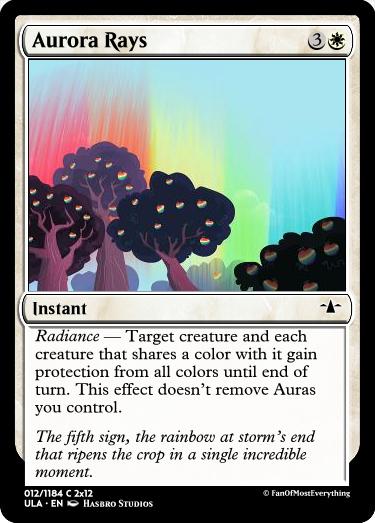 Aurora Rays 3
Instant
Radiance — Target creature and each
creature that shares a color with it gain
protection from all colors until end of
turn. This effect doesn't remove Auras
you control.
The fifth sign, the rainbow at storm's end
that ripens the crop in a single incredible
moment.
012/1184 C 2x12
ULA • EN Hasbro Studios
© FanOfMostEverything